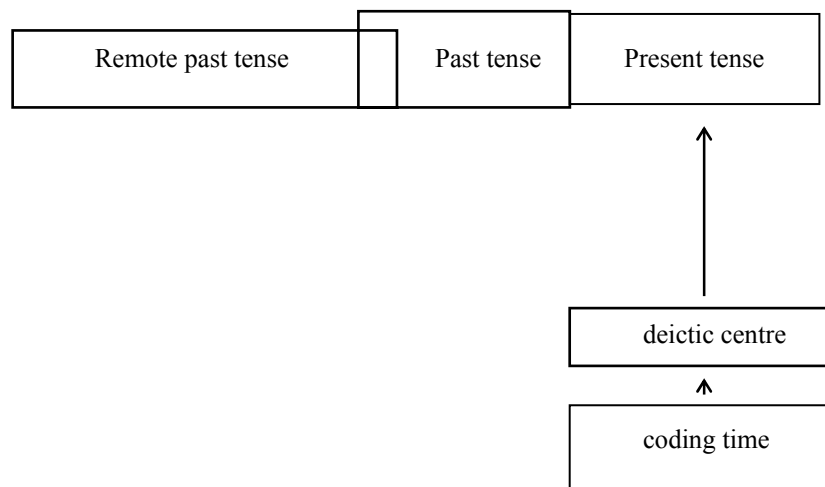 Remote past tense
Past tense
Present tense
deictic centre
coding time